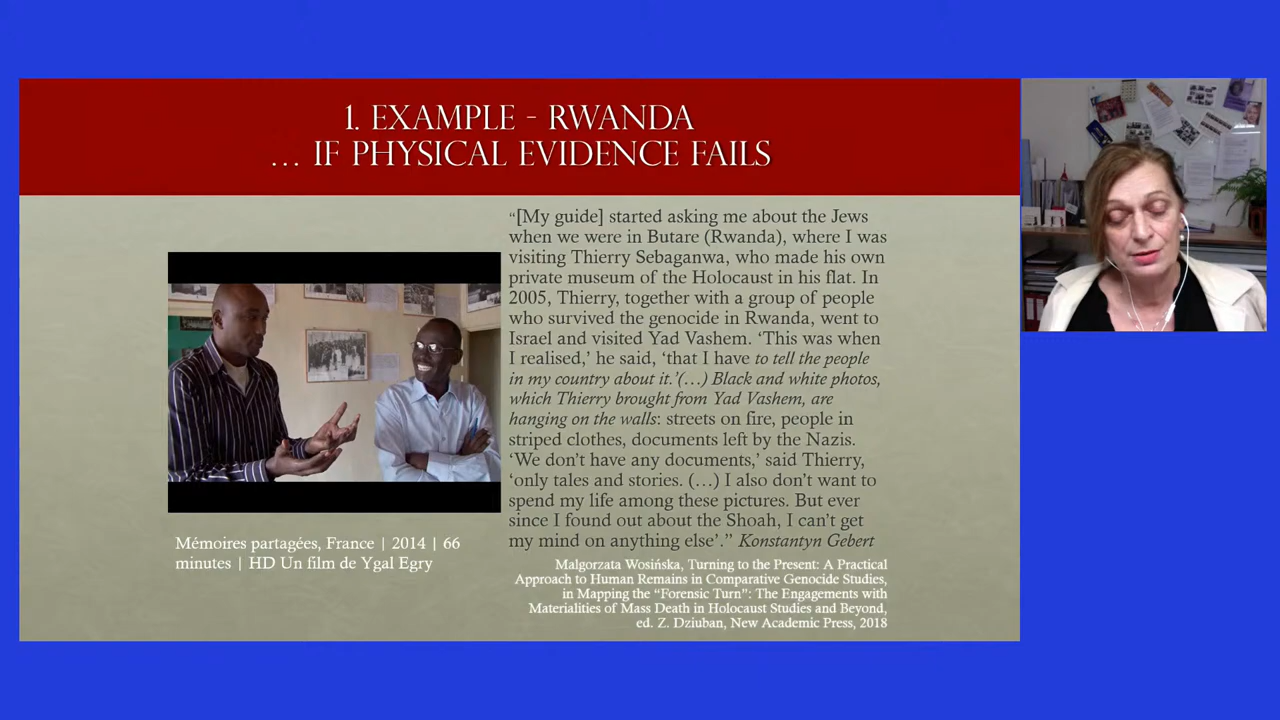 1. EXAMPLE - RWANDA
... IF PHYSICAL EVIDENCE FAILS
“[My guide] started asking me about the Jews
when we were in Butare (Rwanda), where I was
visiting Thierry Sebaganwa, who made his own
private museum of the Holocaust in his flat. In
2005, Thierry, together with a group of people
who survived the genocide in Rwanda, went to
Israel and visited Yad Vashem. ‘This was when
I realised,’ he said, ‘that I have to tell the people
in my country about it.’(…) Black and white photos,
which Thierry brought from Yad Vashem, are
hanging on the walls: streets on fire, people in
striped clothes, documents left by the Nazis.
‘We don’t have any documents,’ said Thierry,
‘only tales and stories. (…) I also don’t want to
spend my life among these pictures. But ever
since I found out about the Shoah, I can’t get
my mind on anything else’.” Konstantyn Gebert
Mémoires partagées, France | 2014 | 66
minutes | HD Un film de Ygal Egry
Malgorzata Wosińska, Turning to the Present: A Practical
Approach to Human Remains in Comparative Genocide Studies,
in Mapping the “Forensic Turn”: The Engagements with
Materialities of Mass Death in Holocaust Studies and Beyond,
ed. Z. Dziuban, New Academic Press, 2018